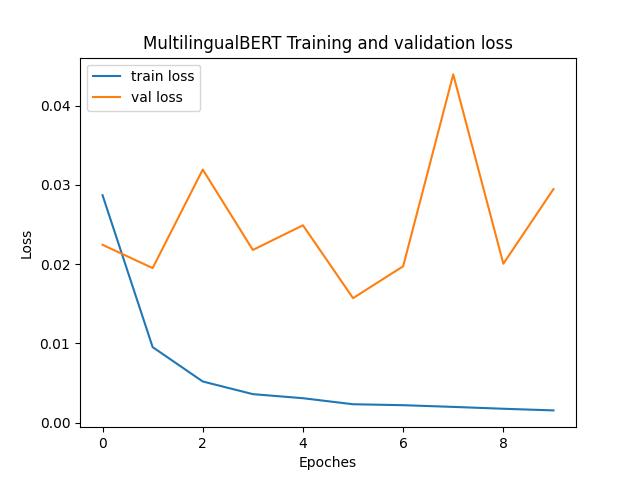 MultilingualBERT Training and validation loss
train loss
val loss
0.04
0.03
0.02
0.01
0.00
Loss
0 2 4 6 8
Epoches